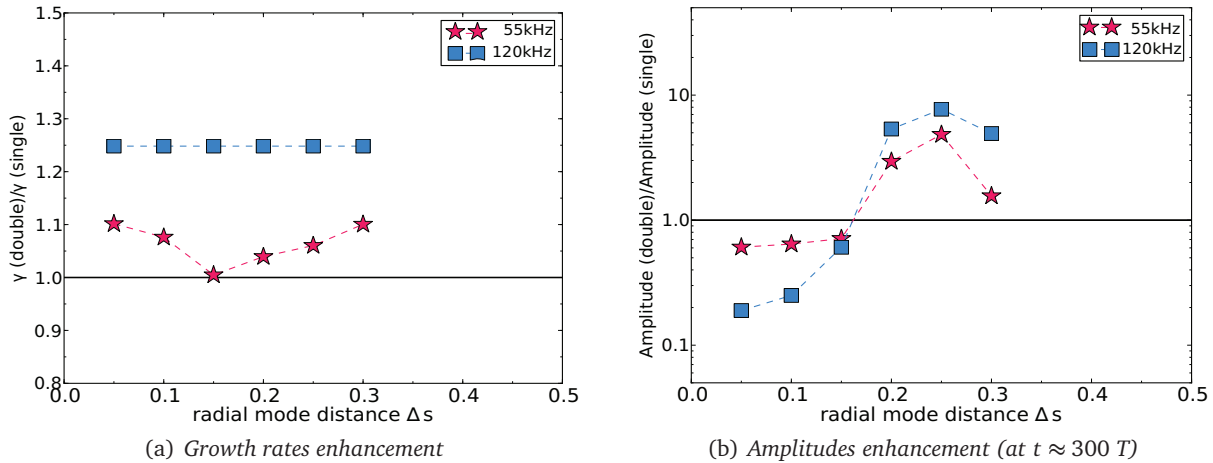 1.5
1.4
1.3
1.2
1.1
1.0
0.9
0.8
γ (double)/γ (single)
55kHz
120kHz
0.0 0.1 0.2 0.3 0.4 0.5
radial mode distance Δ s
(a) Growth rates enhancement
10
1.0
0.1
Amplitude (double)/Amplitude (single)
55kHz
120kHz
0.0 0.1 0.2 0.3 0.4 0.5
radial mode distance Δ s
(b) Amplitudes enhancement (at t ≈ 300 T)